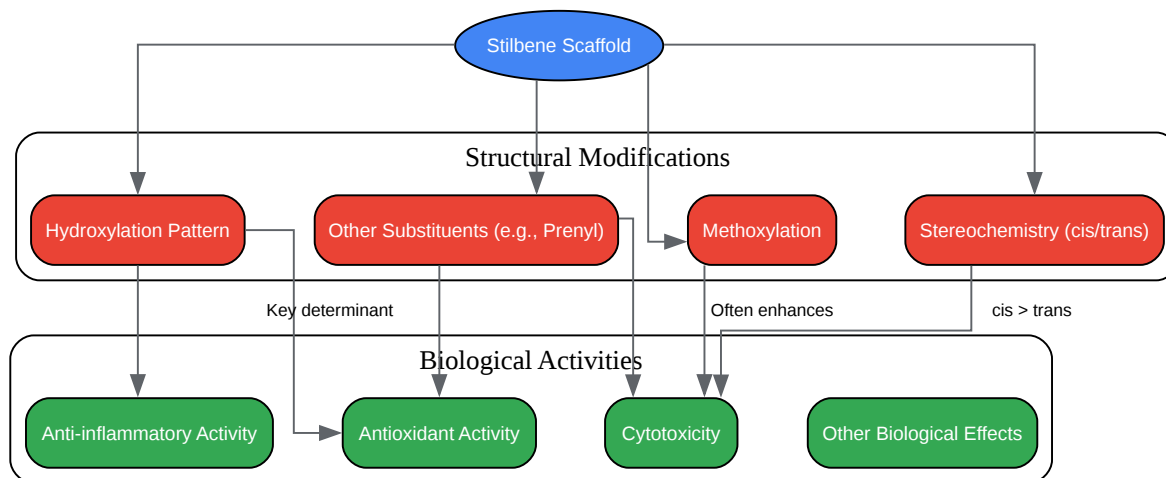 Stilbene Scaffold
Structural Modifications
Hydroxylation Pattern
Other Substituents (e.g., Prenyl)
Methoxylation
Stereochemistry (cis/trans)
Key determinant
Often enhances
cis > trans
Biological Activities
Anti-inflammatory Activity
Antioxidant Activity
Cytotoxicity
Other Biological Effects